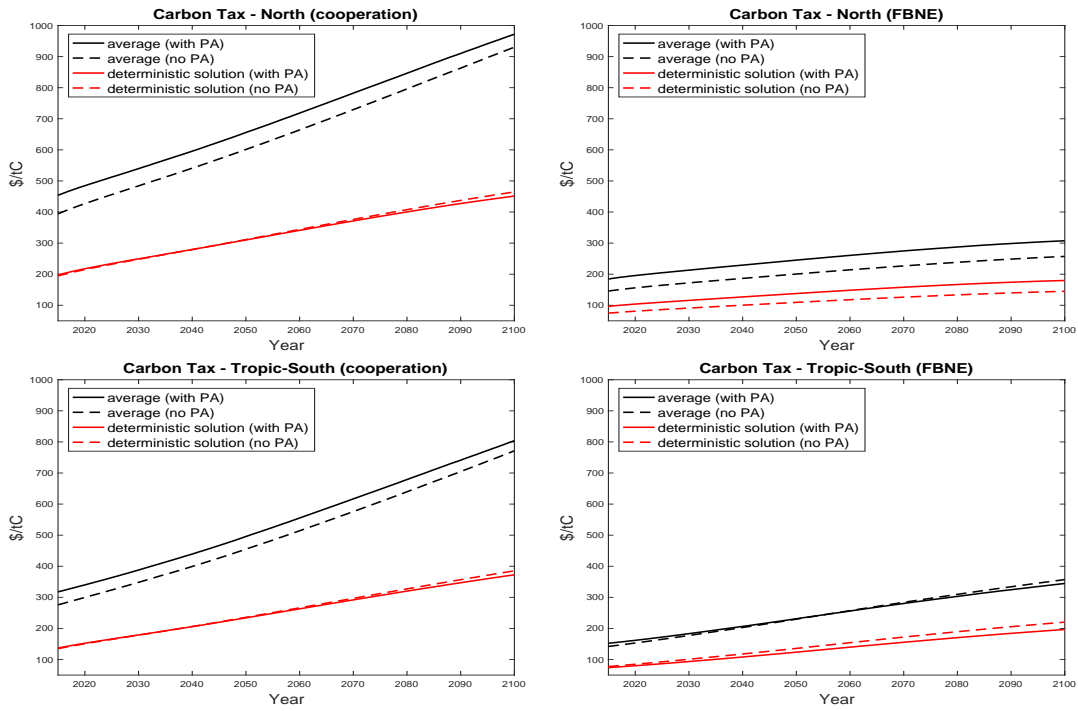 Carbon Tax - North (cooperation)
1000
900
800
700
600
500
400
300
200
100
$/tC
average (with PA)
average (no PA)
deterministic solution (with PA)
deterministic solution (no PA)
2020 2030 2040 2050 2060 2070 2080 2090 2100
Year
Carbon Tax - North (FBNE)
1000
900
800
700
600
500
400
300
200
100
$/tC
average (with PA)
average (no PA)
deterministic solution (with PA)
deterministic solution (no PA)
2020 2030 2040 2050 2060 2070 2080 2090 2100
Year
Carbon Tax - Tropic-South (cooperation)
1000
900
800
700
600
500
400
300
200
100
$/tC
average (with PA)
average (no PA)
deterministic solution (with PA)
deterministic solution (no PA)
2020 2030 2040 2050 2060 2070 2080 2090 2100
Year
Carbon Tax - Tropic-South (FBNE)
1000
900
800
700
600
500
400
300
200
100
$/tC
average (with PA)
average (no PA)
deterministic solution (with PA)
deterministic solution (no PA)
2020 2030 2040 2050 2060 2070 2080 2090 2100
Year